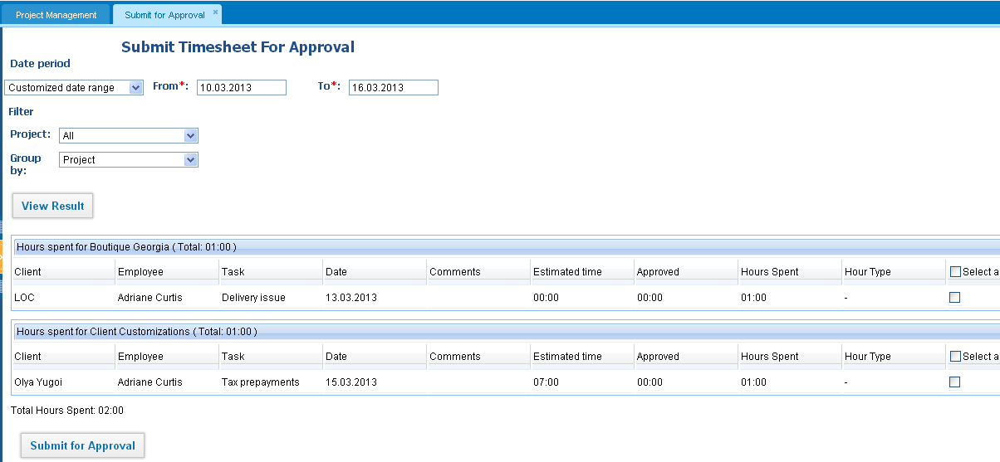 Project Management
Submit for Approval
Submit Timesheet For Approval
Date period
Customized date range From*: 10.03.2013 To*: 16.03.2013
Filter
Project: All
Group by: Project
View Result
Hours spent for Boutique Georgia ( Total: 01:00 )
Client Employee Task Date Comments Estimated time Approved Hours Spent Hour Type Select a
LOC Adriane Curtis Delivery issue 13.03.2013 00:00 00:00 01:00 -
Hours spent for Client Customizations ( Total: 01:00 )
Client Employee Task Date Comments Estimated time Approved Hours Spent Hour Type Select a
Olya Yugoi Adriane Curtis Tax prepayments 15.03.2013 07:00 00:00 01:00 -
Total Hours Spent: 02:00
Submit for Approval